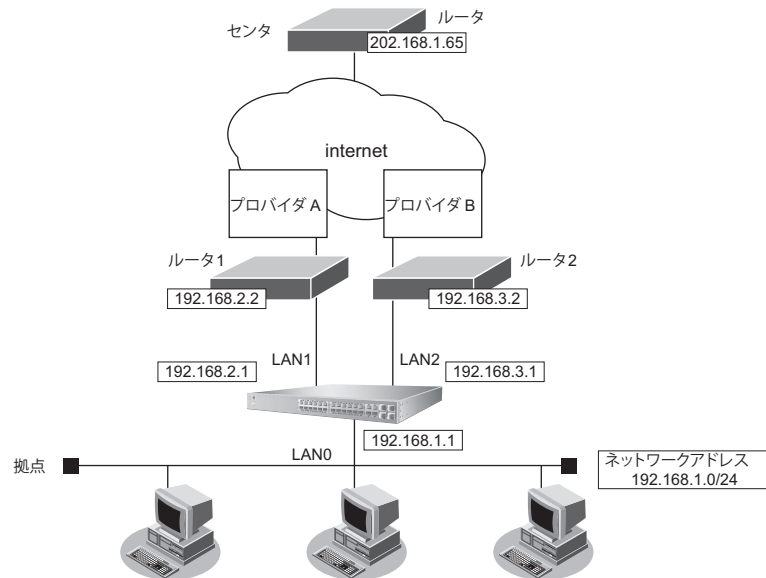 センタ
ルータ
202.168.1.65
internet
プロバイダ A
プロバイダ B
ルータ1
ルータ2
192.168.2.2
192.168.3.2
LAN1
LAN2
192.168.2.1
192.168.3.1
192.168.1.1
LAN0
拠点
ネットワークアドレス
192.168.1.0/24